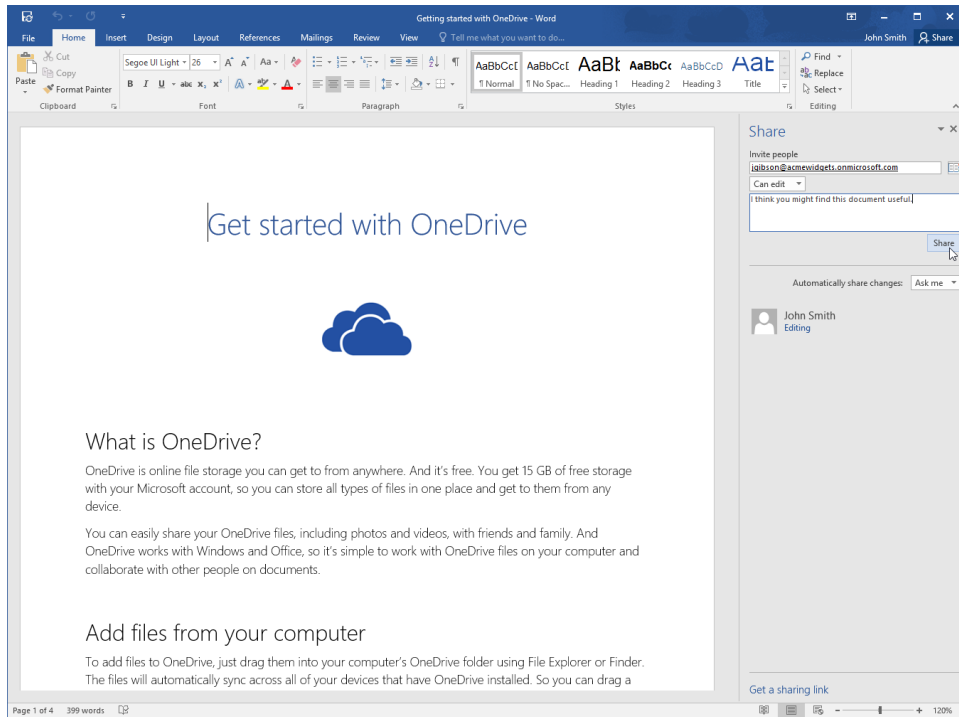 Getting started with OneDrive - Word
File Home Insert Design Layout References Mailings Review View Tell me what you want to do... John Smith Share
Paste
Cut
Copy
Format Painter
Clipboard
Segoe UI Light 26
Font
Paragraph
AaBbCcI AaBbCcI AaBb AaBbCc AaBbCcD AaB
¶ Normal ¶ No Spac... Heading 1 Heading 2 Heading 3 Title
Styles
Find
Replace
Select
Editing
Get started with OneDrive
What is OneDrive?
OneDrive is online file storage you can get to from anywhere. And it's free. You get 15 GB of free storage
with your Microsoft account, so you can store all types of files in one place and get to them from any
device.
You can easily share your OneDrive files, including photos and videos, with friends and family. And
OneDrive works with Windows and Office, so it's simple to work with OneDrive files on your computer and
collaborate with other people on documents.
Add files from your computer
To add files to OneDrive, just drag them into your computer's OneDrive folder using File Explorer or Finder.
The files will automatically sync across all of your devices that have OneDrive installed. So you can drag a
Share
Invite people
jgibson@acmewidgets.onmicrosoft.com
Can edit
I think you might find this document useful.
Share
Automatically share changes: Ask me
John Smith
Editing
Get a sharing link
Page 1 of 4 399 words 120%